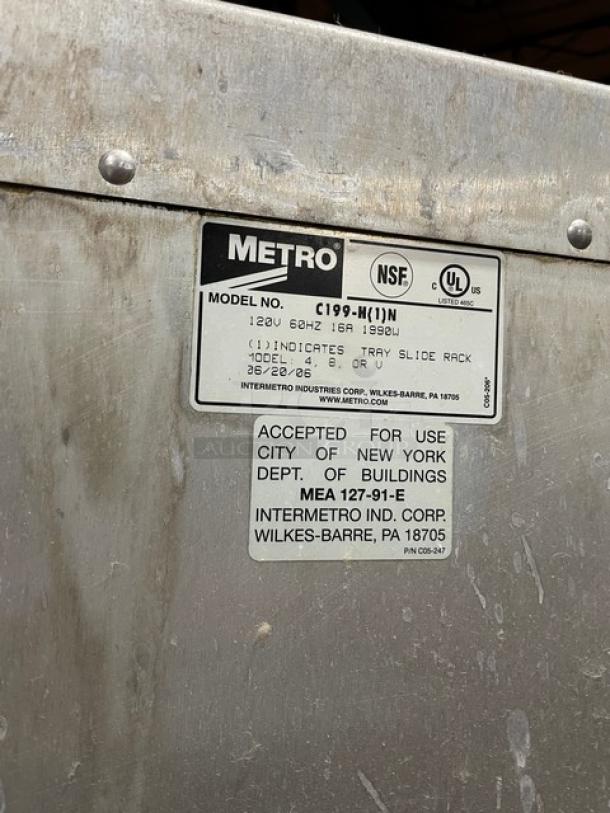 METRO®
NSF®
C UL US
LISTED 465C
MODEL NO. C199-H(1)N
120V 60HZ 16A 1990W
(1)INDICATES TRAY SLIDE RACK
MODEL: 4, 8, OR U
06/20/06
INTERMETRO INDUSTRIES CORP., WILKES-BARRE, PA 18705
WWW.METRO.COM
C05-206*
ACCEPTED FOR USE
CITY OF NEW YORK
DEPT. OF BUILDINGS
MEA 127-91-E
INTERMETRO IND. CORP.
WILKES-BARRE, PA 18705
P/N C05-247